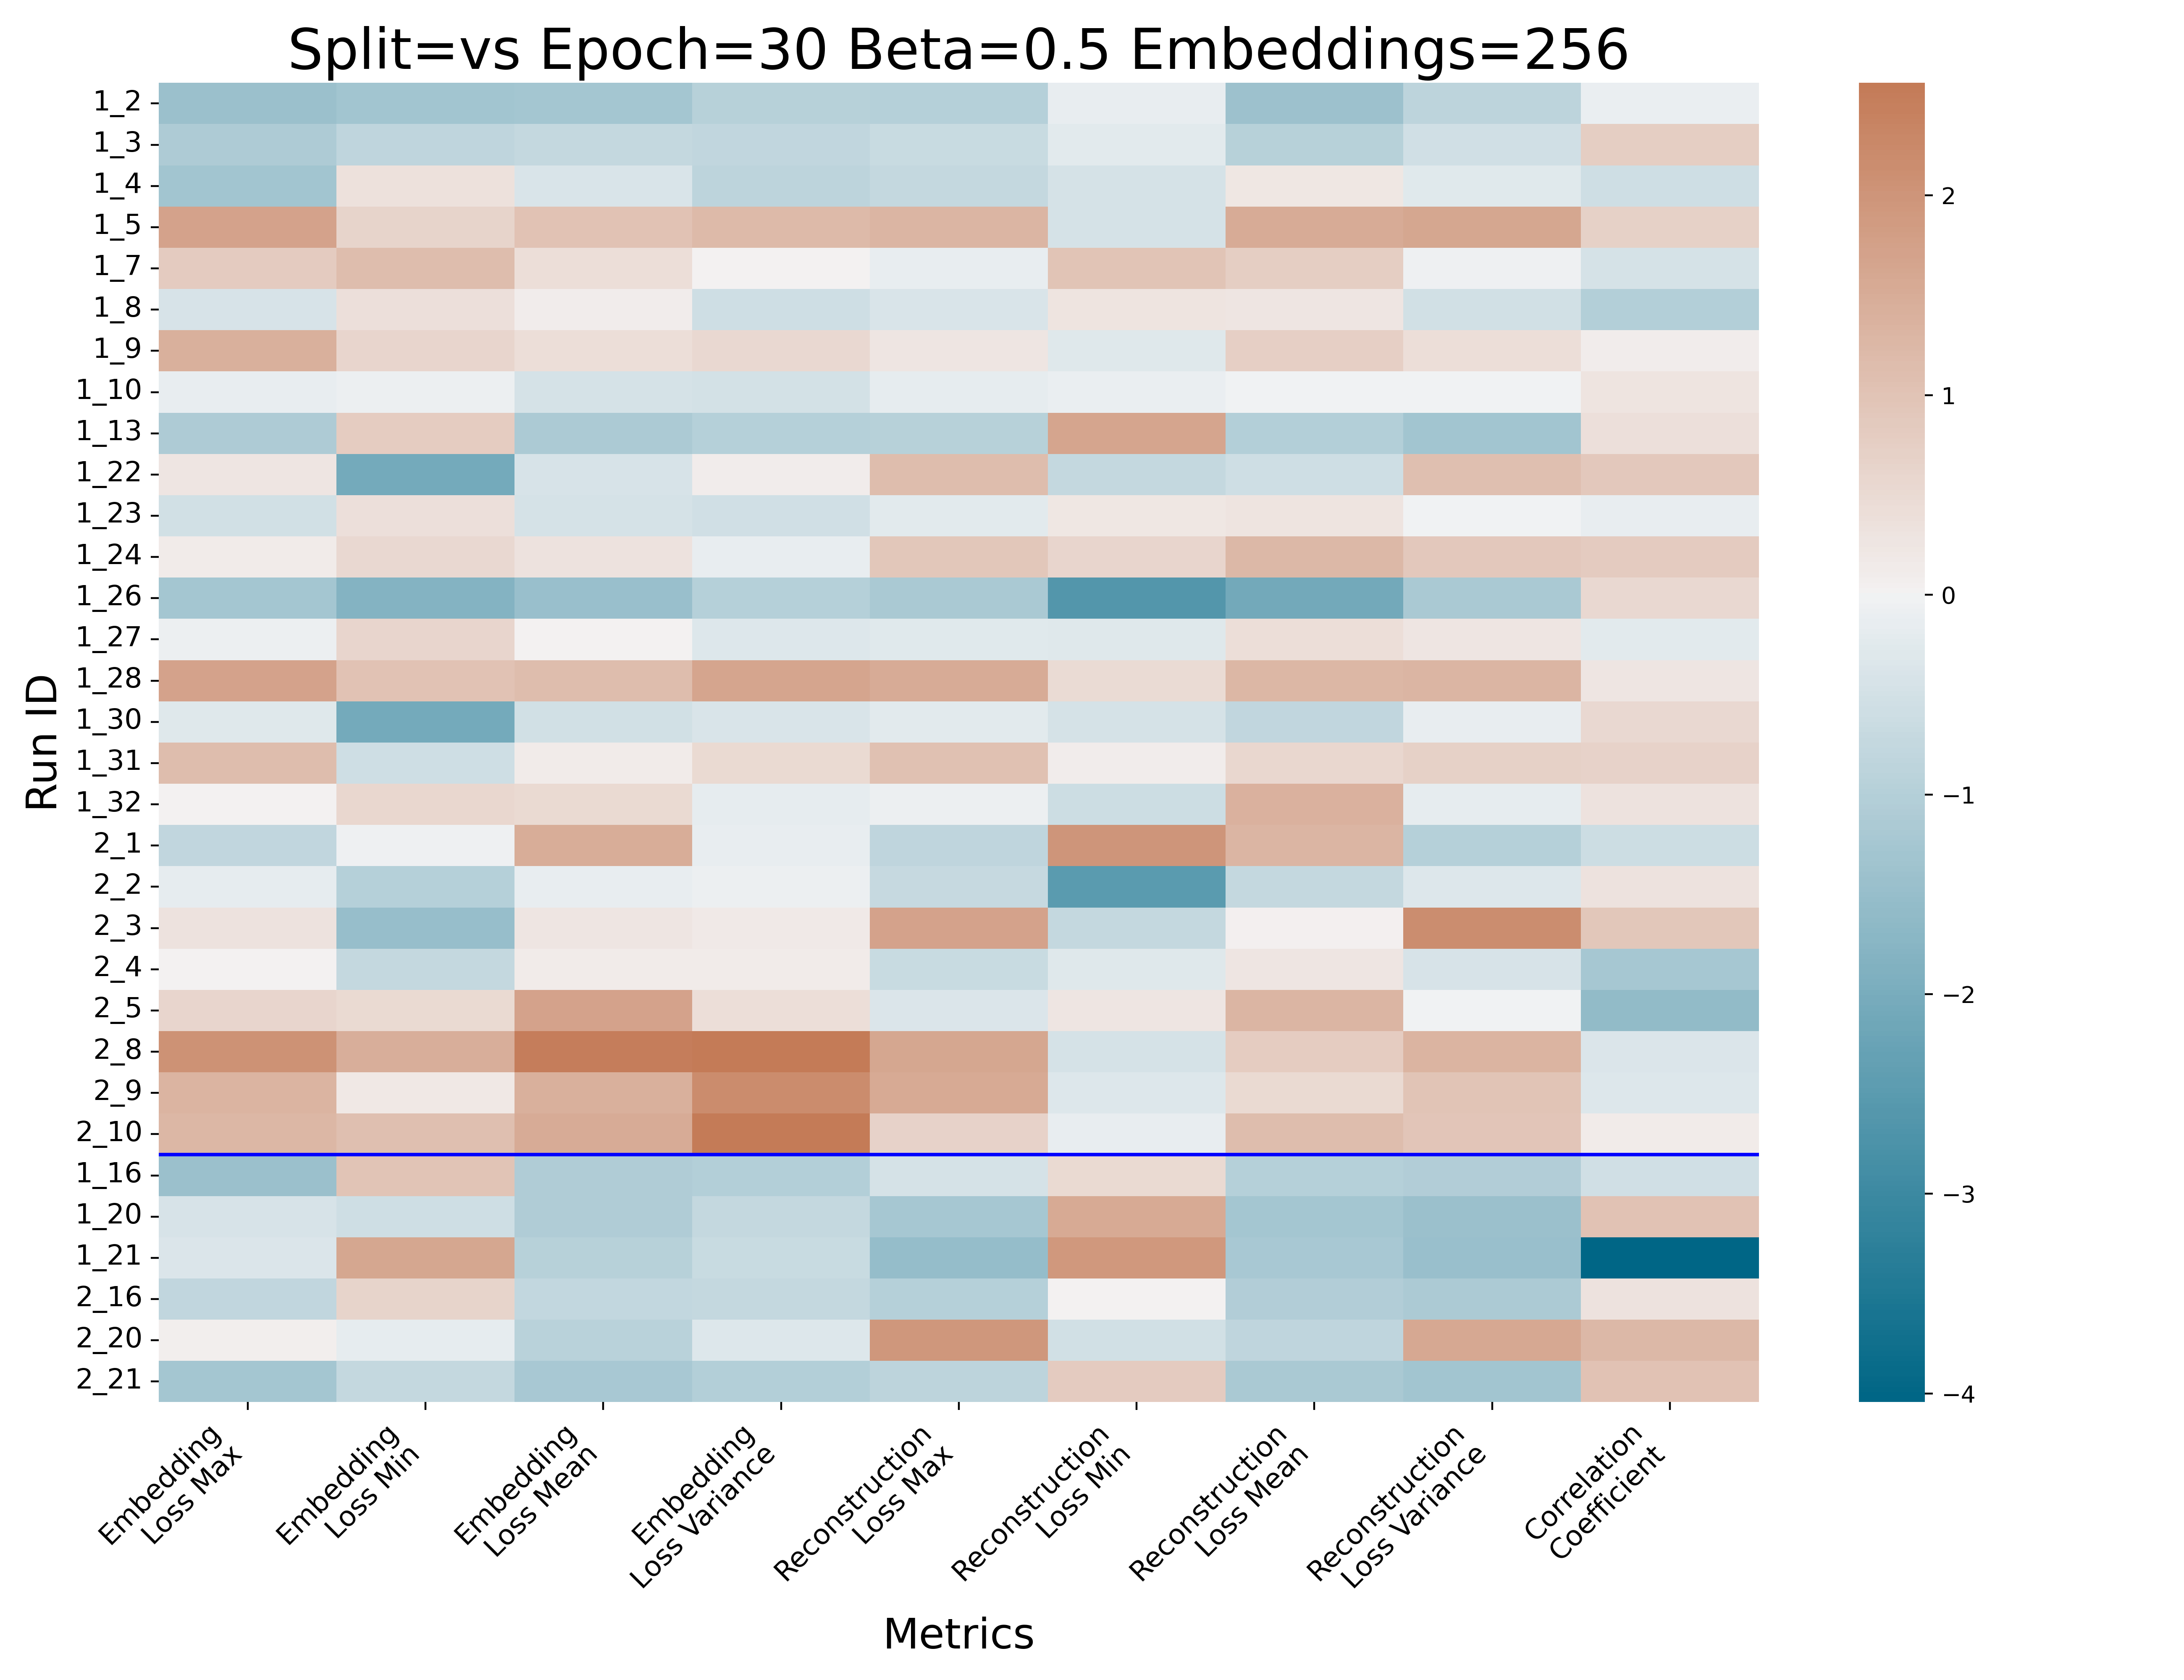 Split=vs Epoch=30 Beta=0.5 Embeddings=256
Run ID
1_2
1_3
1_4
1_5
1_7
1_8
1_9
1_10
1_13
1_22
1_23
1_24
1_26
1_27
1_28
1_30
1_31
1_32
2_1
2_2
2_3
2_4
2_5
2_8
2_9
2_10
1_16
1_20
1_21
2_16
2_20
2_21
Embedding
Loss Max
Embedding
Loss Min
Embedding
Loss Mean
Embedding
Loss Variance
Reconstruction
Loss Max
Reconstruction
Loss Min
Reconstruction
Loss Mean
Reconstruction
Loss Variance
Correlation
Coefficient
Metrics
2
1
0
−1
−2
−3
−4